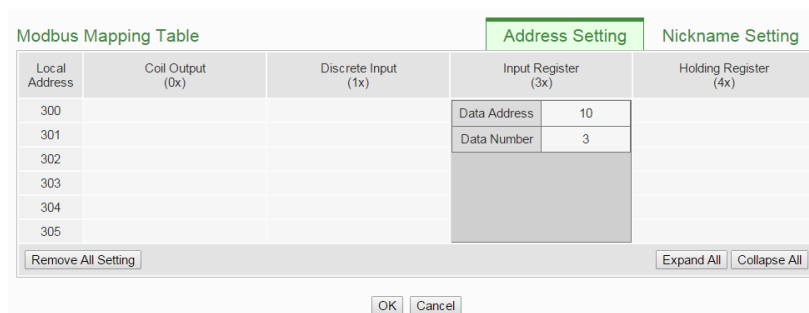 Modbus Mapping Table
Address Setting
Nickname Setting
Local Address
Coil Output (0x)
Discrete Input (1x)
Input Register (3x)
Holding Register (4x)
300
Data Address 10
301
Data Number 3
302
303
304
305
Remove All Setting
Expand All
Collapse All
OK
Cancel